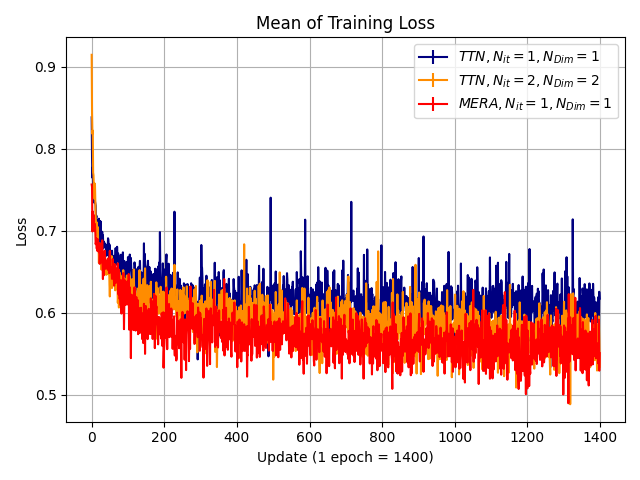 Mean of Training Loss
TTN, N_it = 1, N_Dim = 1
TTN, N_it = 2, N_Dim = 2
MERA, N_it = 1, N_Dim = 1
0.9
0.8
0.7
0.6
0.5
Loss
0 200 400 600 800 1000 1200 1400
Update (1 epoch = 1400)